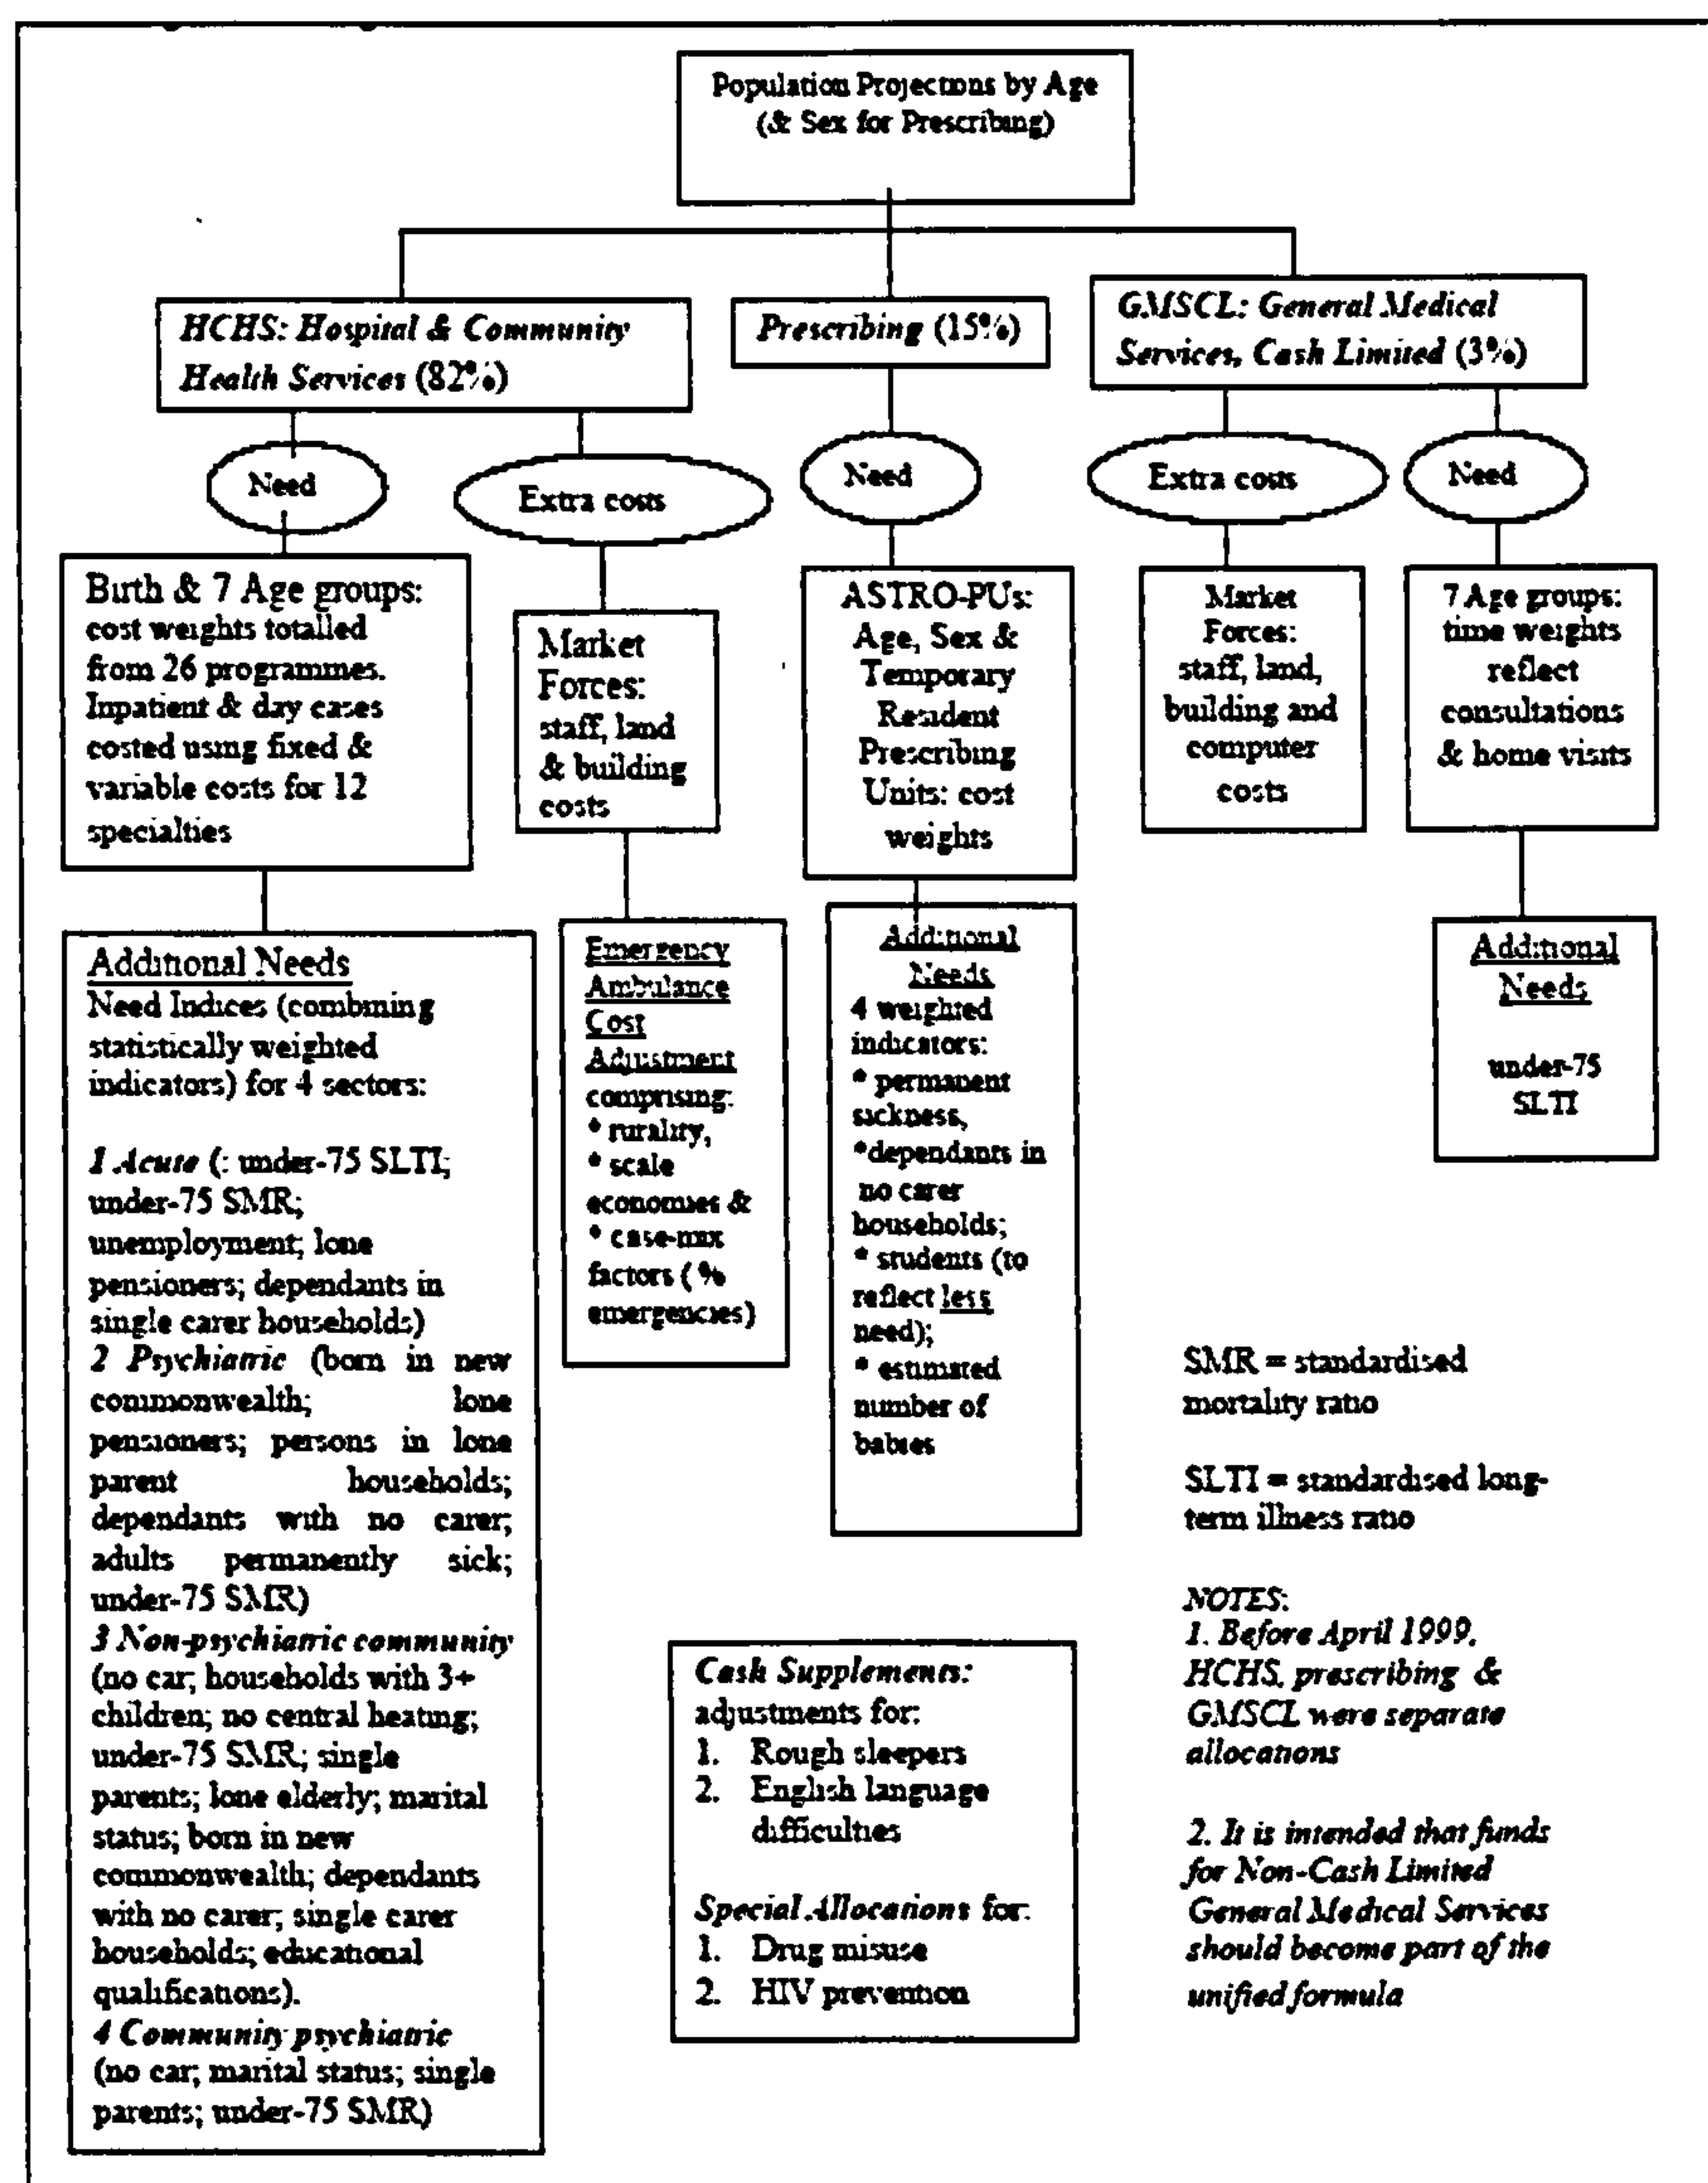 Population Projections by Age
(& Sex for Prescribing)
HCHS: Hospital & Community
Health Services (82%)
Prescribing (15%)
GMSCL: General Medical
Services, Cash Limited (3%)
Need
Extra costs
Need
Extra costs
Need
Birth & 7 Age groups:
cost weights totalled
from 26 programmes.
Inpatient & day cases
costed using fixed &
variable costs for 12
specialties
Market
Forces:
staff, land
& building
costs
ASTRO-PUs:
Age, Sex &
Temporary
Resident
Prescribing
Units: cost
weights
Market
Forces:
staff, land,
building and
computer
costs
7 Age groups:
time weights
reflect
consultations
& home visits
Additional Needs
Need Indices (combining
statistically weighted
indicators) for 4 sectors:
1 Acute (: under-75 SLTI;
under-75 SMR;
unemployment; lone
pensioners; dependants in
single carer households)
2 Psychiatric (born in new
commonwealth; lone
pensioners; persons in lone
parent households;
dependants with no carer;
adults permanently sick;
under-75 SMR)
3 Non-psychiatric community
(no car; households with 3+
children; no central heating;
under-75 SMR; single
parents; lone elderly; marital
status; born in new
commonwealth; dependants
with no carer; single carer
households; educational
qualifications).
4 Community psychiatric
(no car; marital status; single
parents; under-75 SMR)
Emergency
Ambulance
Cost
Adjustment
comprising:
* rurality,
* scale
economies &
* case-mix
factors ( %
emergencies)
Additional
Needs
4 weighted
indicators:
* permanent
sickness,
*dependants in
no carer
households;
* students (to
reflect less
need);
* estimated
number of
babies
Additional
Needs
under-75
SLTI
Cash Supplements:
adjustments for:
1. Rough sleepers
2. English language
difficulties
Special Allocations for:
1. Drug misuse
2. HIV prevention
SMR = standardised
mortality ratio
SLTI = standardised long-
term illness ratio
NOTES:
1. Before April 1999,
HCHS, prescribing &
GMSCL were separate
allocations
2. It is intended that funds
for Non-Cash Limited
General Medical Services
should become part of the
unified formula